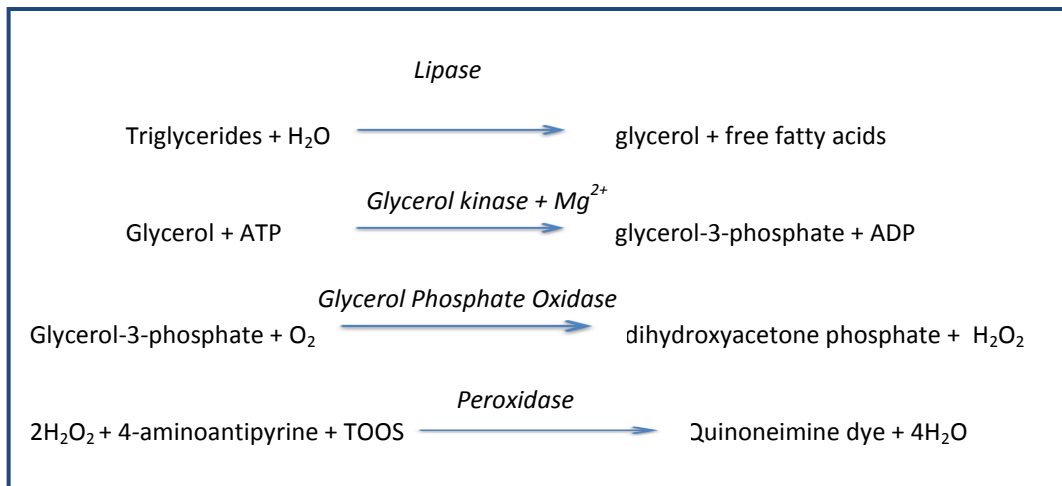 Lipase
Triglycerides + H₂O glycerol + free fatty acids
Glycerol kinase + Mg²⁺
Glycerol + ATP glycerol-3-phosphate + ADP
Glycerol Phosphate Oxidase
Glycerol-3-phosphate + O₂ dihydroxyacetone phosphate + H₂O₂
Peroxidase
2H₂O₂ + 4-aminoantipyrine + TOOS Quinoneimine dye + 4H₂O